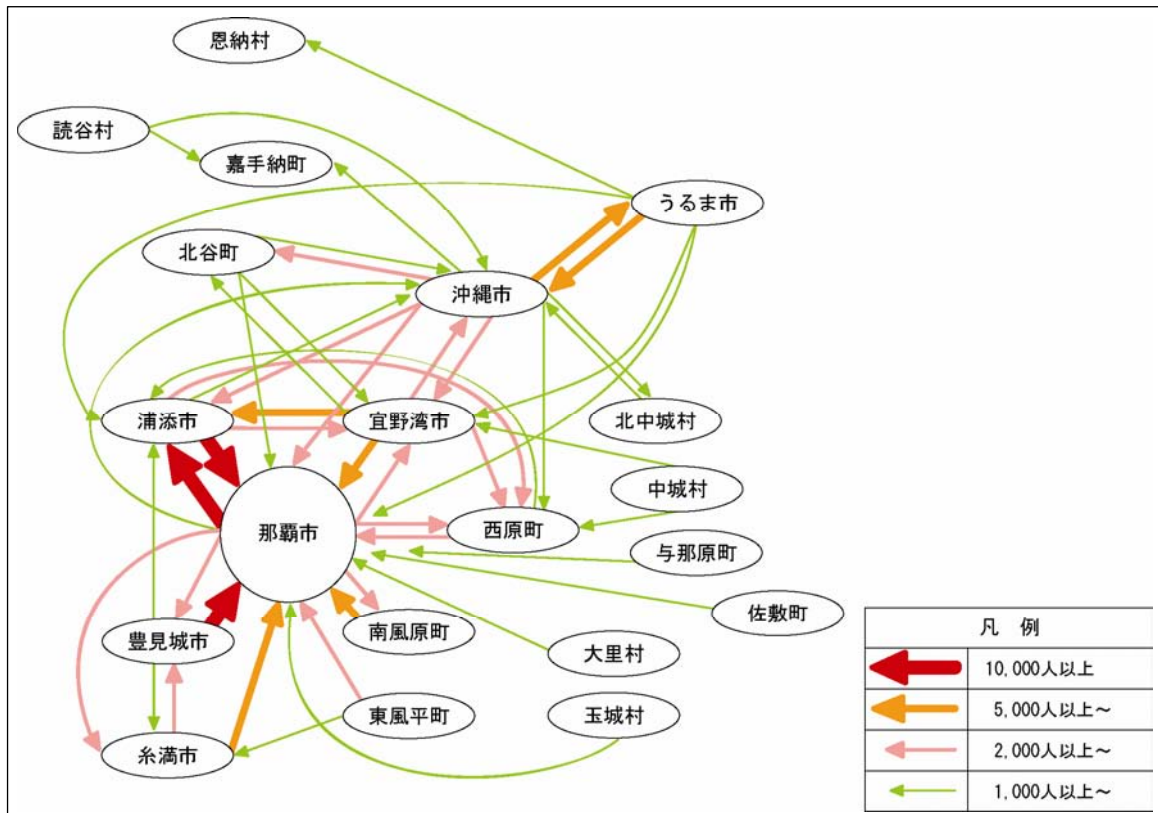 恩納村
読谷村
嘉手納町
うるま市
北谷町
沖縄市
浦添市
宜野湾市
北中城村
中城村
那覇市
西原町
与那原町
佐敷町
豊見城市
南風原町
大里村
東風平町
玉城村
糸満市
凡 例
10,000人以上
5,000人以上～
2,000人以上～
1,000人以上～